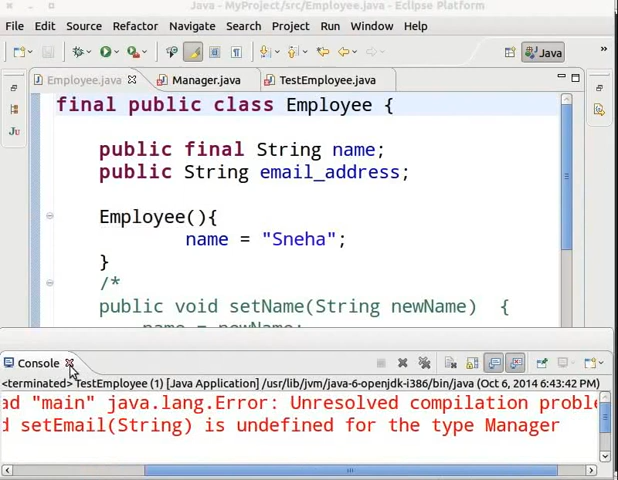 Java - MyProject/src/Employee.java - Eclipse Platform
File Edit Source Refactor Navigate Search Project Run Window Help
Java »
Employee.java Manager.java TestEmployee.java
final public class Employee {
public final String name;
public String email_address;
Employee(){
name = "Sneha";
}
/*
public void setName(String newName) {
name = newName;
Ju
Console
<terminated> TestEmployee (1) [Java Application] /usr/lib/jvm/java-6-openjdk-i386/bin/java (Oct 6, 2014 6:43:42 PM)
ad "main" java.lang.Error: Unresolved compilation proble
d setEmail(String) is undefined for the type Manager